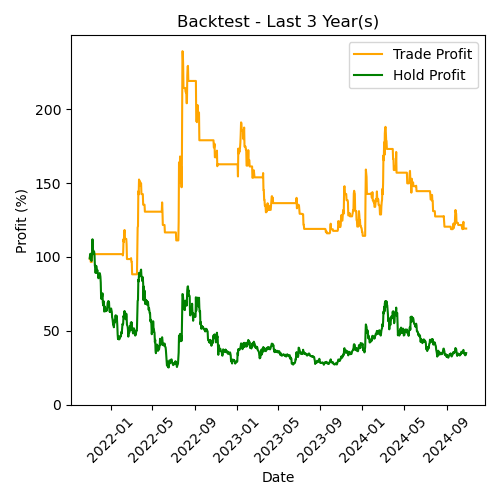 Backtest - Last 3 Year(s)
Trade Profit
Hold Profit
Profit (%)
200
150
100
50
0
2022-01
2022-05
2022-09
2023-01
2023-05
2023-09
2024-01
2024-05
2024-09
Date